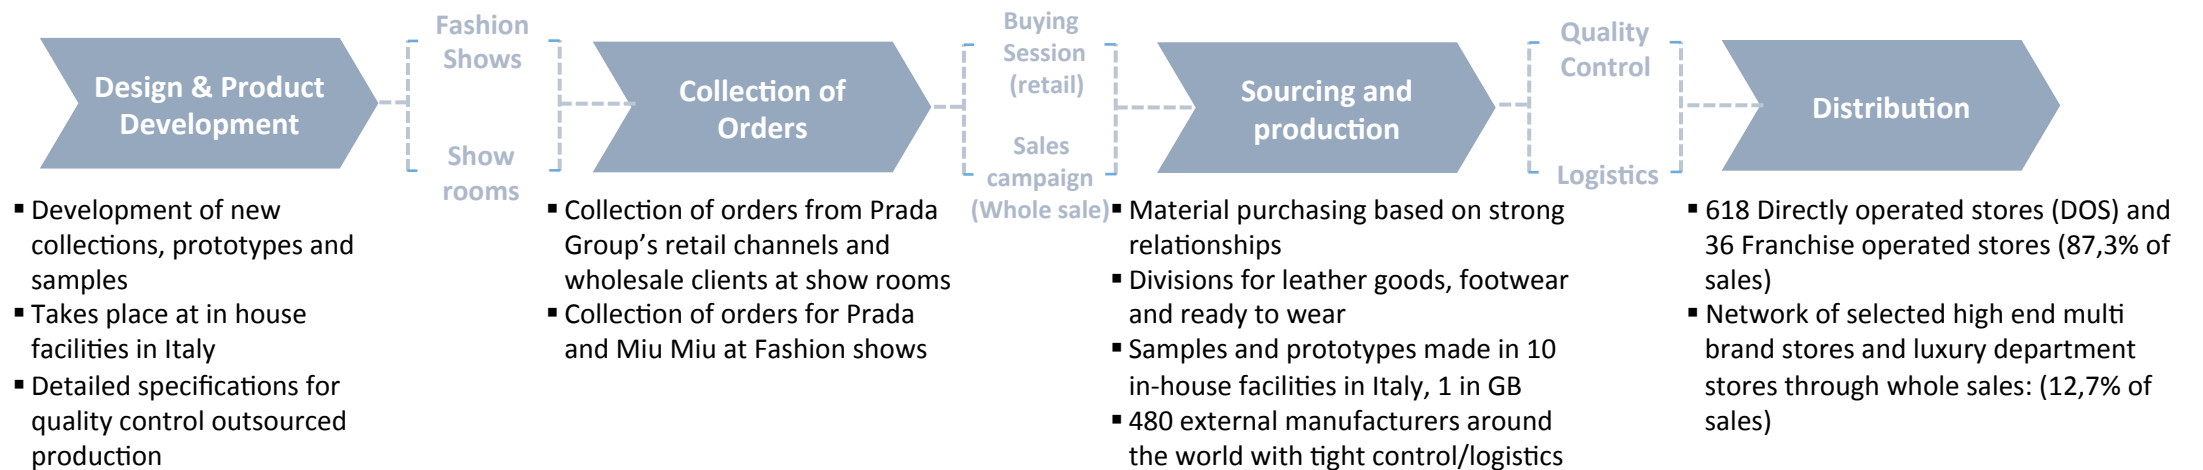 Design & Product
Development
Fashion
Shows
Show
rooms
Collection of
Orders
Buying
Session
(retail)
Sales
campaign
(Whole sale)
Sourcing and
production
Quality
Control
Logistics
Distribution
▪ Development of new
collections, prototypes and
samples
▪ Takes place at in house
facilities in Italy
▪ Detailed specifications for
quality control outsourced
production
▪ Collection of orders from Prada
Group’s retail channels and
wholesale clients at show rooms
▪ Collection of orders for Prada
and Miu Miu at Fashion shows
▪ Material purchasing based on strong
relationships
▪ Divisions for leather goods, footwear
and ready to wear
▪ Samples and prototypes made in 10
in-house facilities in Italy, 1 in GB
▪ 480 external manufacturers around
the world with tight control/logistics
▪ 618 Directly operated stores (DOS) and
36 Franchise operated stores (87,3% of
sales)
▪ Network of selected high end multi
brand stores and luxury department
stores through whole sales: (12,7% of
sales)